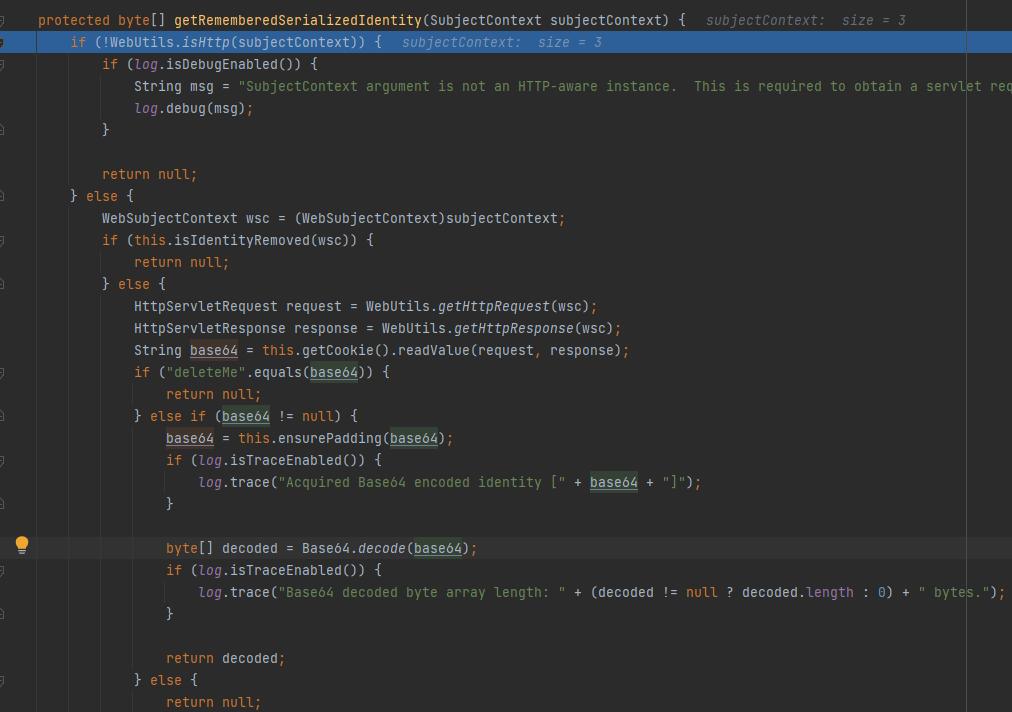 protected byte[] getRememberedSerializedIdentity(SubjectContext subjectContext) {  subjectContext:  size = 3
if (!WebUtils.isHttp(subjectContext)) {  subjectContext:  size = 3
if (log.isDebugEnabled()) {
String msg = "SubjectContext argument is not an HTTP-aware instance.  This is required to obtain a servlet req
log.debug(msg);
}
return null;
} else {
WebSubjectContext wsc = (WebSubjectContext)subjectContext;
if (this.isIdentityRemoved(wsc)) {
return null;
} else {
HttpServletRequest request = WebUtils.getHttpRequest(wsc);
HttpServletResponse response = WebUtils.getHttpResponse(wsc);
String base64 = this.getCookie().readValue(request, response);
if ("deleteMe".equals(base64)) {
return null;
} else if (base64 != null) {
base64 = this.ensurePadding(base64);
if (log.isTraceEnabled()) {
log.trace("Acquired Base64 encoded identity [" + base64 + "]");
}
byte[] decoded = Base64.decode(base64);
if (log.isTraceEnabled()) {
log.trace("Base64 decoded byte array length: " + (decoded != null ? decoded.length : 0) + " bytes.");
}
return decoded;
} else {
return null;